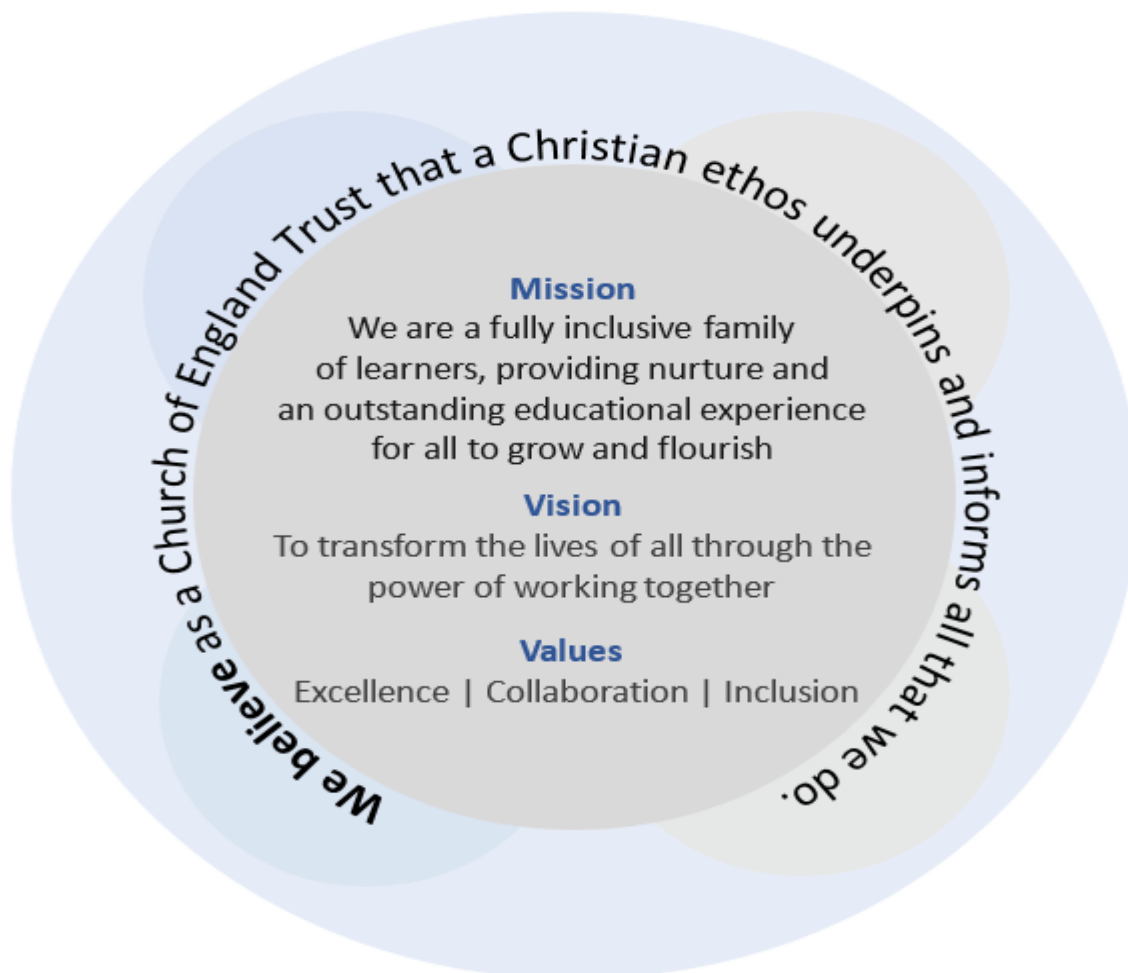 We believe as a Church of England Trust that a Christian ethos underpins and informs all that we do.
Mission
We are a fully inclusive family
of learners, providing nurture and
an outstanding educational experience
for all to grow and flourish
Vision
To transform the lives of all through the
power of working together
Values
Excellence | Collaboration | Inclusion